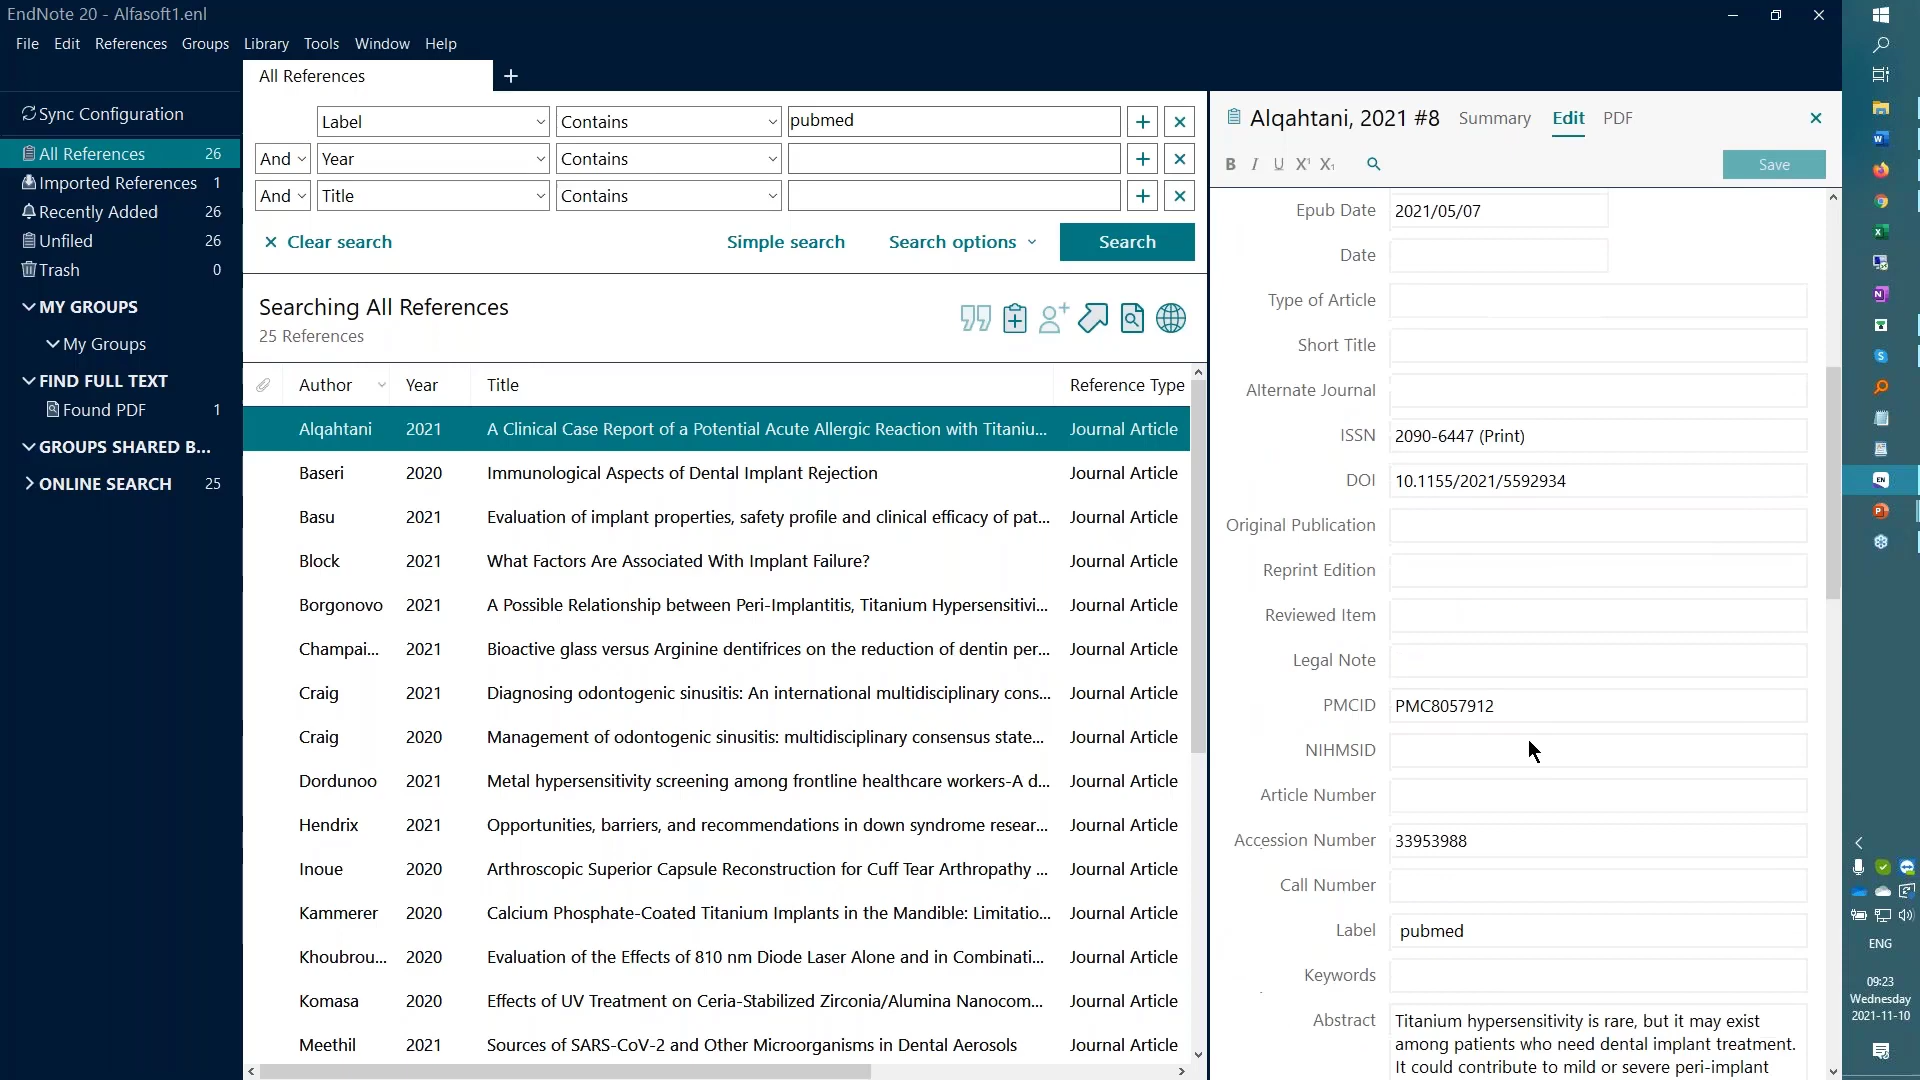 EndNote 20 - Alfasoft1.enl
File Edit References Groups Library Tools Window Help
All References
Sync Configuration
All References 26
Imported References 1
Recently Added 26
Unfiled 26
Trash 0
MY GROUPS
My Groups
FIND FULL TEXT
Found PDF 1
GROUPS SHARED B...
ONLINE SEARCH 25
Label Contains pubmed
And Year Contains
And Title Contains
Clear search Simple search Search options Search
Searching All References
25 References
Author Year Title Reference Type
Alqahtani 2021 A Clinical Case Report of a Potential Acute Allergic Reaction with Titaniu... Journal Article
Baseri 2020 Immunological Aspects of Dental Implant Rejection Journal Article
Basu 2021 Evaluation of implant properties, safety profile and clinical efficacy of pat... Journal Article
Block 2021 What Factors Are Associated With Implant Failure? Journal Article
Borgonovo 2021 A Possible Relationship between Peri-Implantitis, Titanium Hypersensitivi... Journal Article
Champai... 2021 Bioactive glass versus Arginine dentifrices on the reduction of dentin per... Journal Article
Craig 2021 Diagnosing odontogenic sinusitis: An international multidisciplinary cons... Journal Article
Craig 2020 Management of odontogenic sinusitis: multidisciplinary consensus state... Journal Article
Dordunoo 2021 Metal hypersensitivity screening among frontline healthcare workers-A d... Journal Article
Hendrix 2021 Opportunities, barriers, and recommendations in down syndrome resear... Journal Article
Inoue 2020 Arthroscopic Superior Capsule Reconstruction for Cuff Tear Arthropathy ... Journal Article
Kammerer 2020 Calcium Phosphate-Coated Titanium Implants in the Mandible: Limitatio... Journal Article
Khoubrou... 2020 Evaluation of the Effects of 810 nm Diode Laser Alone and in Combinati... Journal Article
Komasa 2020 Effects of UV Treatment on Ceria-Stabilized Zirconia/Alumina Nanocom... Journal Article
Meethil 2021 Sources of SARS-CoV-2 and Other Microorganisms in Dental Aerosols Journal Article
Alqahtani, 2021 #8 Summary Edit PDF
B I U X¹ X₁ Save
Epub Date 2021/05/07
Date
Type of Article
Short Title
Alternate Journal
ISSN 2090-6447 (Print)
DOI 10.1155/2021/5592934
Original Publication
Reprint Edition
Reviewed Item
Legal Note
PMCID PMC8057912
NIHMSID
Article Number
Accession Number 33953988
Call Number
Label pubmed
Keywords
Abstract Titanium hypersensitivity is rare, but it may exist
among patients who need dental implant treatment.
It could contribute to mild or severe peri-implant
EN
ENG
09:23
Wednesday
2021-11-10